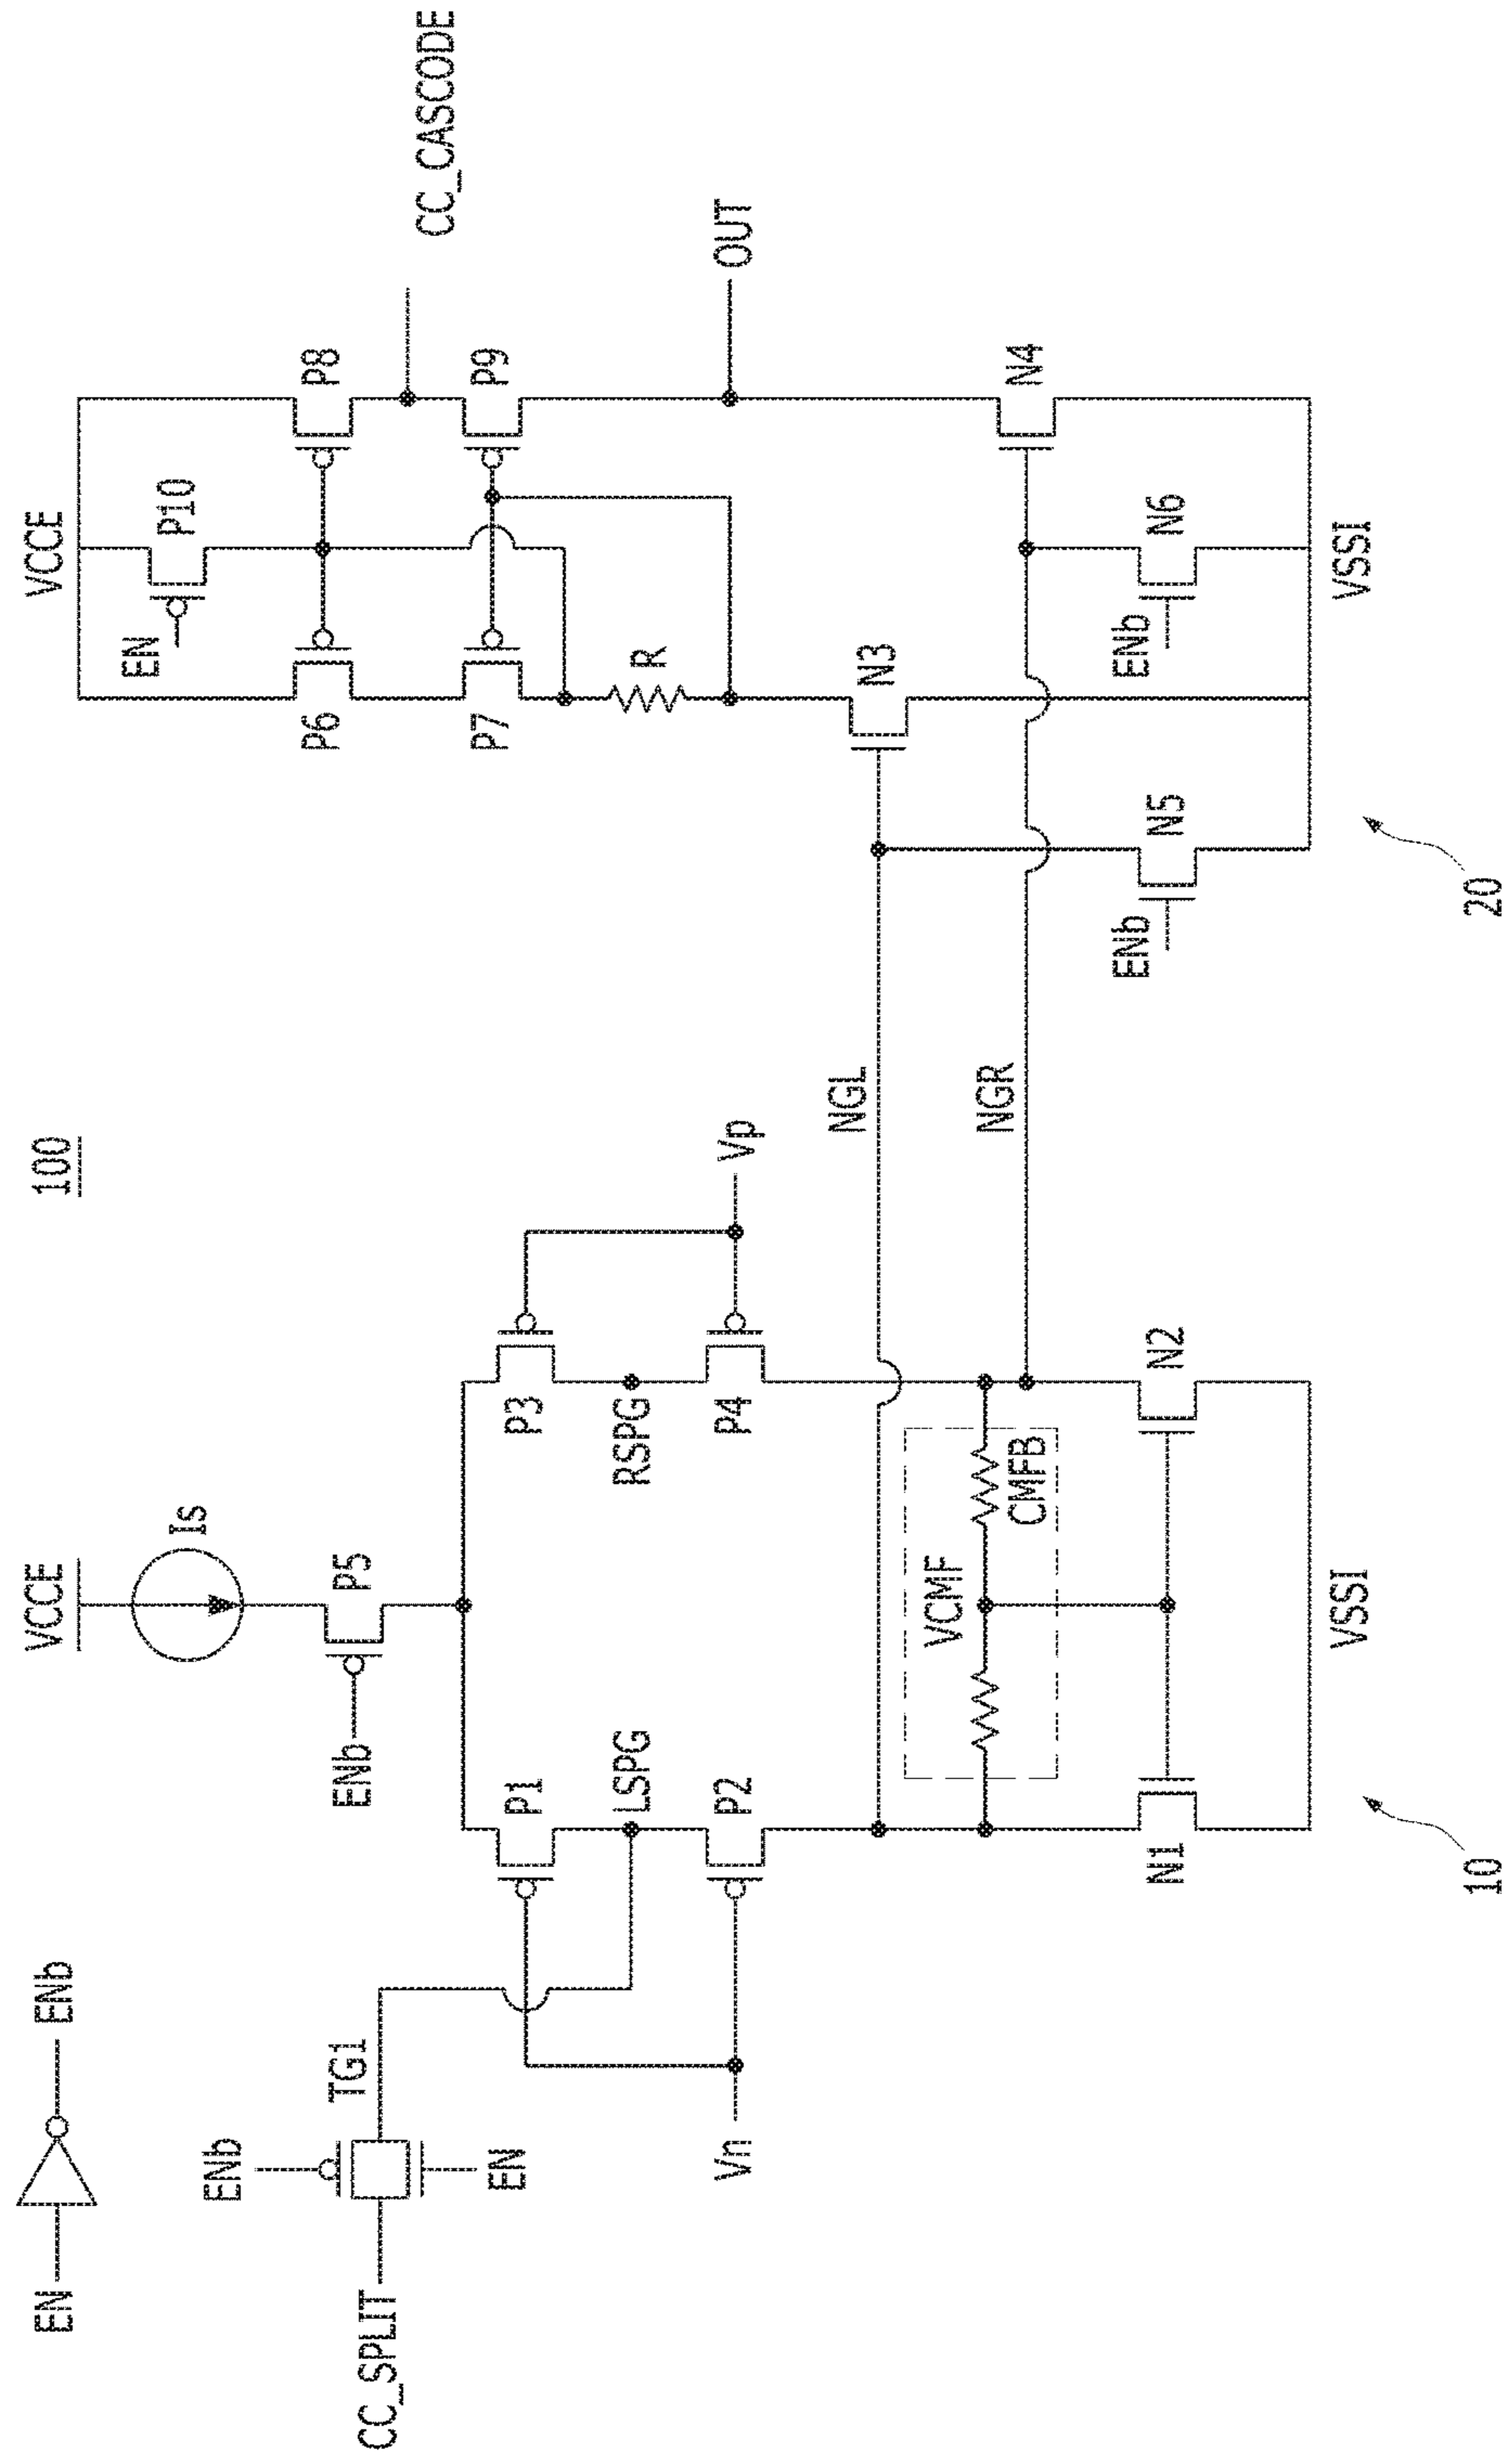 100
EN
ENb
ENb
TG1
CC_SPLIT
EN
Vn
VCCE
Is
ENb
P5
P1
P3
LSPG
RSPG
P2
P4
Vp
VCMF
CMFB
N1
N2
VSSI
10
NGL
NGR
VCCE
EN
P10
P6
P8
CC_CASCODE
P7
P9
R
OUT
N3
N4
ENb
N5
ENb
N6
VSSI
20